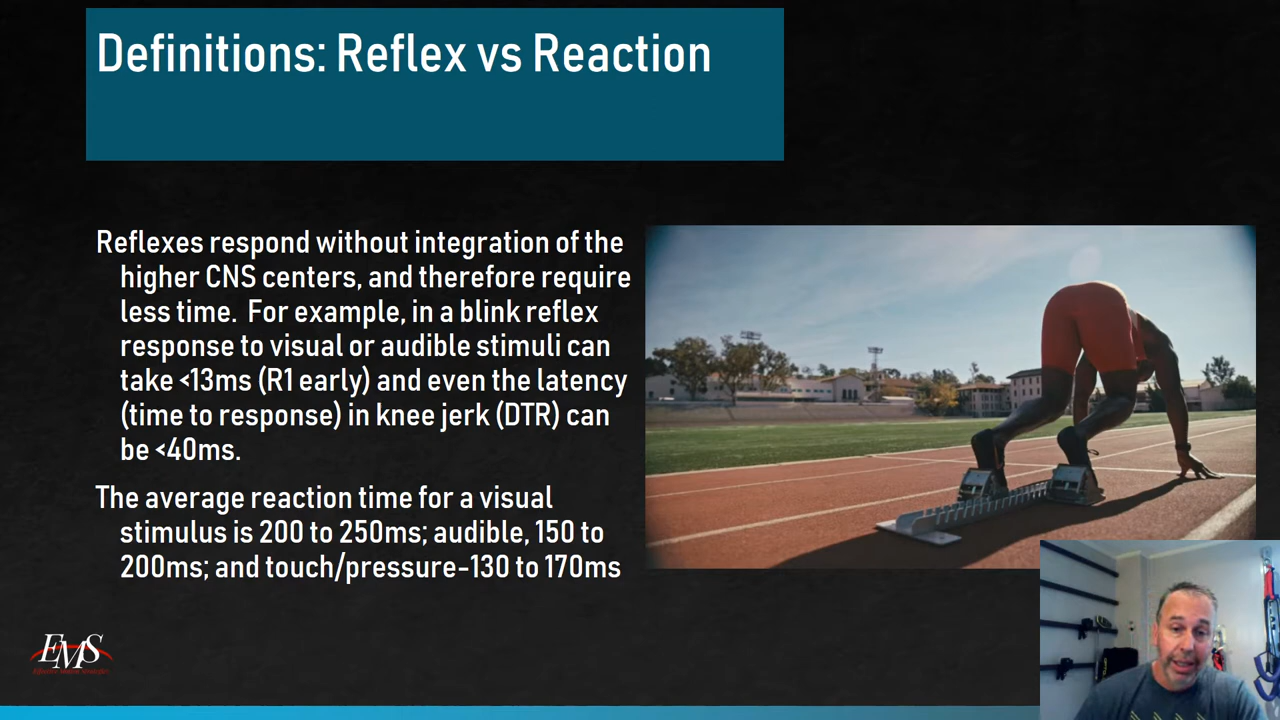 Definitions: Reflex vs Reaction
Reflexes respond without integration of the
higher CNS centers, and therefore require
less time.  For example, in a blink reflex
response to visual or audible stimuli can
take <13ms (R1 early) and even the latency
(time to response) in knee jerk (DTR) can
be <40ms.
The average reaction time for a visual
stimulus is 200 to 250ms; audible, 150 to
200ms; and touch/pressure-130 to 170ms
EMS